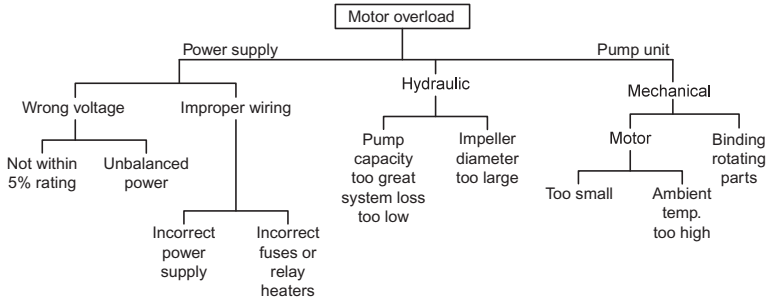 Motor overload
Power supply
Pump unit
Hydraulic
Mechanical
Wrong voltage
Improper wiring
Pump
capacity
too great
system loss
too low
Impeller
diameter
too large
Motor
Binding
rotating
parts
Not within
5% rating
Unbalanced
power
Too small
Ambient
temp.
too high
Incorrect
power
supply
Incorrect
fuses or
relay
heaters